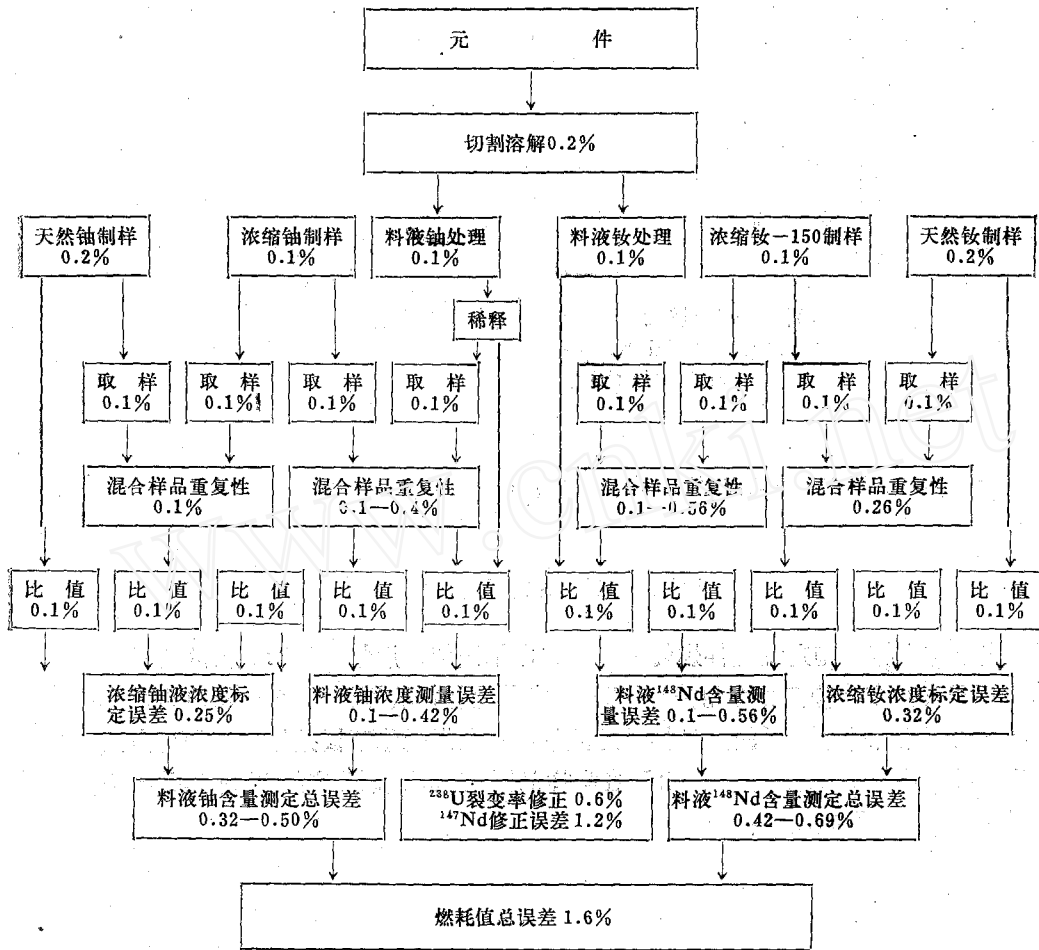 元 件
切割溶解0.2%
天然铀制样
0.2%
浓缩铀制样
0.1%
料液铀处理
0.1%
料液钕处理
0.1%
浓缩钕-150制样
0.1%
天然钕制样
0.2%
稀释
取 样
0.1%
取 样
0.1%
取 样
0.1%
取 样
0.1%
取 样
0.1%
取 样
0.1%
取 样
0.1%
取 样
0.1%
混合样品重复性
0.1%
混合样品重复性
0.1—0.4%
混合样品重复性
0.1—0.56%
混合样品重复性
0.26%
比 值
0.1%
比 值
0.1%
比 值
0.1%
比 值
0.1%
比 值
0.1%
比 值
0.1%
比 值
0.1%
比 值
0.1%
比 值
0.1%
比 值
0.1%
浓缩铀液浓度标
定误差 0.25%
料液铀浓度测量误差
0.1—0.42%
料液¹⁴⁸Nd含量测
量误差 0.1—0.56%
浓缩钕浓度标定误差
0.32%
料液铀含量测定总误差
0.32—0.50%
²³⁸U裂变率修正 0.6%
¹⁴⁷Nd修正误差 1.2%
料液¹⁴⁸Nd含量测定总误差
0.42—0.69%
燃耗值总误差 1.6%
www.cnki.net